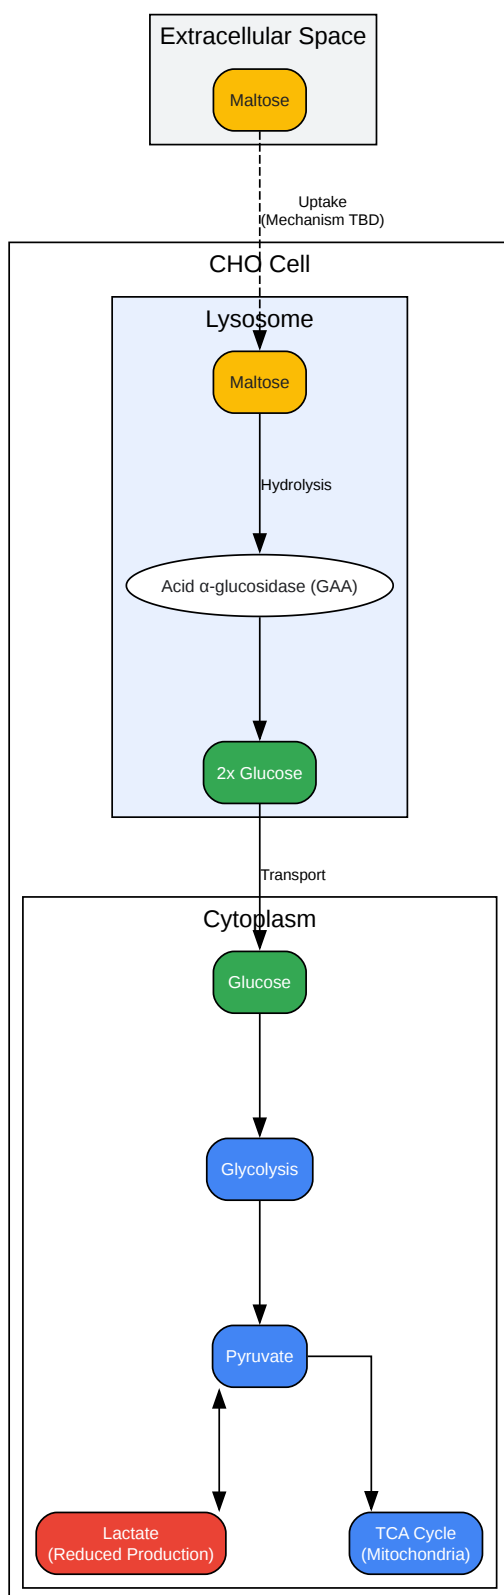 Extracellular Space
Maltose
Uptake
(Mechanism TBD)
CHO Cell
Lysosome
Maltose
Hydrolysis
Acid α-glucosidase (GAA)
2x Glucose
Transport
Cytoplasm
Glucose
Glycolysis
Pyruvate
Lactate
(Reduced Production)
TCA Cycle
(Mitochondria)